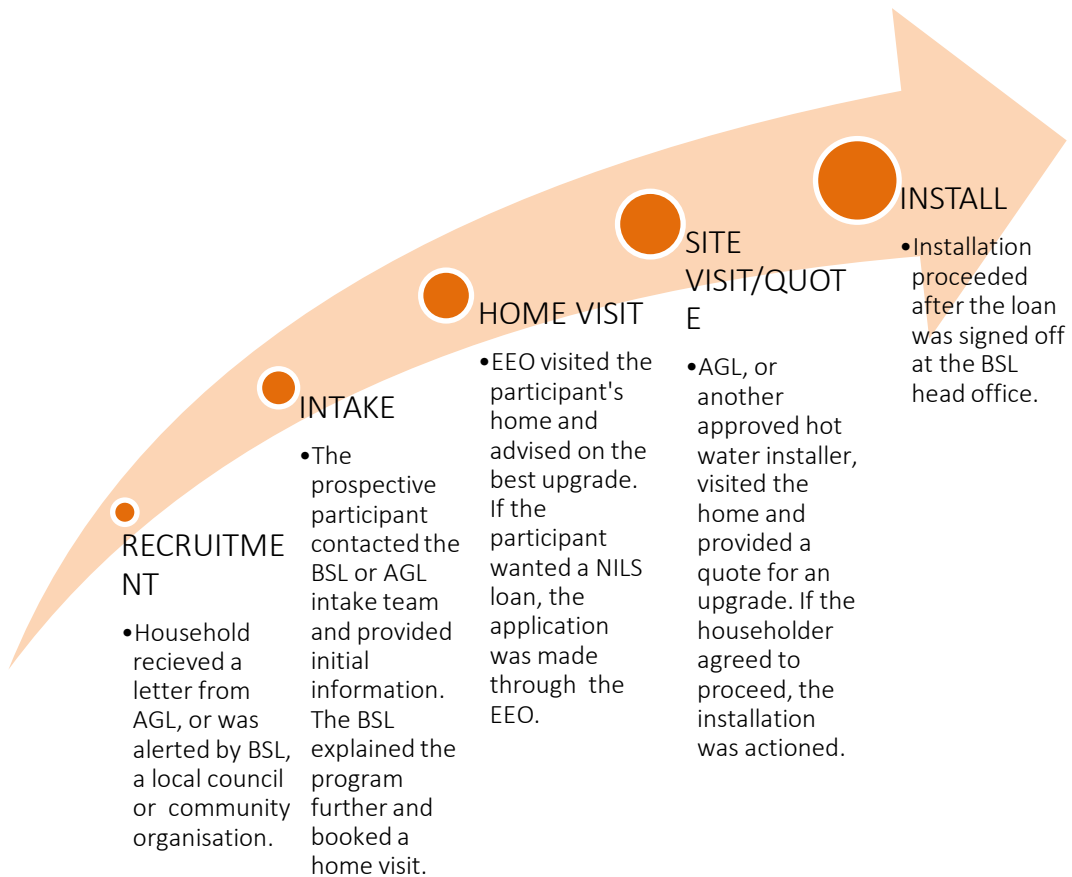 RECRUITME
NT
•Household
recieved a
letter from
AGL, or was
alerted by BSL,
a local council
or community
organisation.
INTAKE
•The
prospective
participant
contacted the
BSL or AGL
intake team
and provided
initial
information.
The BSL
explained the
program
further and
booked a
home visit.
HOME VISIT
•EEO visited the
participant's
home and
advised on the
best upgrade.
If the
participant
wanted a NILS
loan, the
application
was made
through the
EEO.
SITE
VISIT/QUOT
E
•AGL, or
another
approved hot
water installer,
visited the
home and
provided a
quote for an
upgrade. If the
householder
agreed to
proceed, the
installation
was actioned.
INSTALL
•Installation
proceeded
after the loan
was signed off
at the BSL
head office.